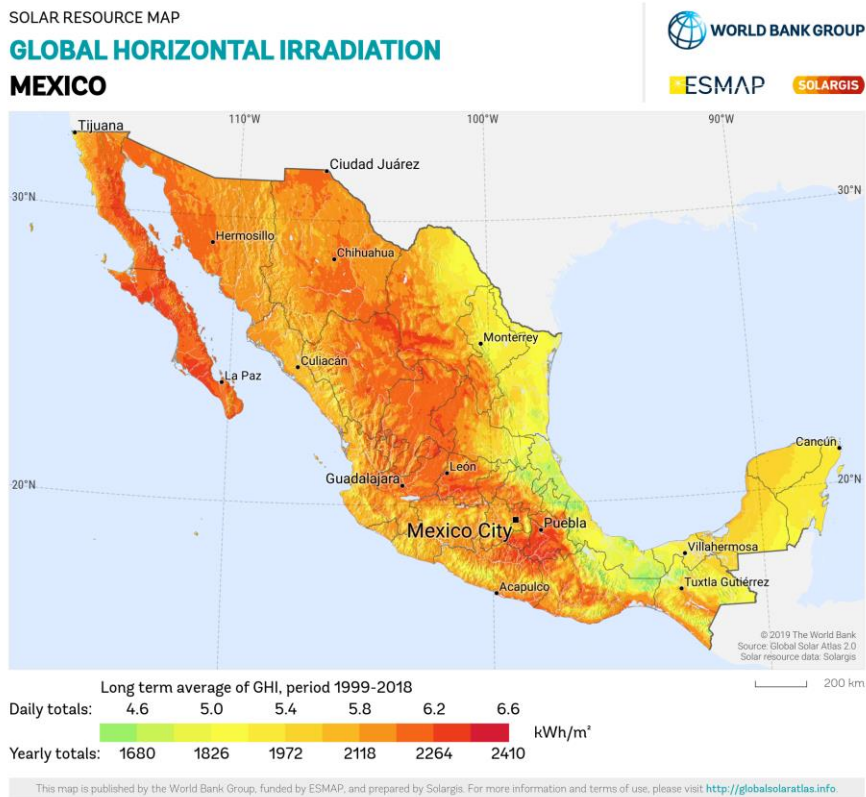 SOLAR RESOURCE MAP
GLOBAL HORIZONTAL IRRADIATION
MEXICO
WORLD BANK GROUP
ESMAP
SOLARGIS
110°W
100°W
90°W
Tijuana
Ciudad Juárez
30°N
30°N
Hermosillo
Chihuahua
Monterrey
Culiacán
La Paz
Cancún
León
Guadalajara
20°N
20°N
Mexico City
Puebla
Villahermosa
Tuxtla Gutiérrez
Acapulco
© 2019 The World Bank
Source: Global Solar Atlas 2.0
Solar resource data: Solargis
200 km
Long term average of GHI, period 1999-2018
Daily totals: 4.6 5.0 5.4 5.8 6.2 6.6
kWh/m²
Yearly totals: 1680 1826 1972 2118 2264 2410
This map is published by the World Bank Group, funded by ESMAP, and prepared by Solargis. For more information and terms of use, please visit http://globalsolaratlas.info.